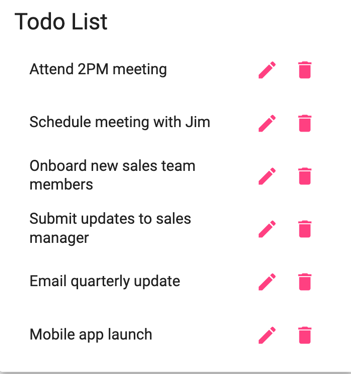 Todo List
Attend 2PM meeting
Schedule meeting with Jim
Onboard new sales team
members
Submit updates to sales
manager
Email quarterly update
Mobile app launch